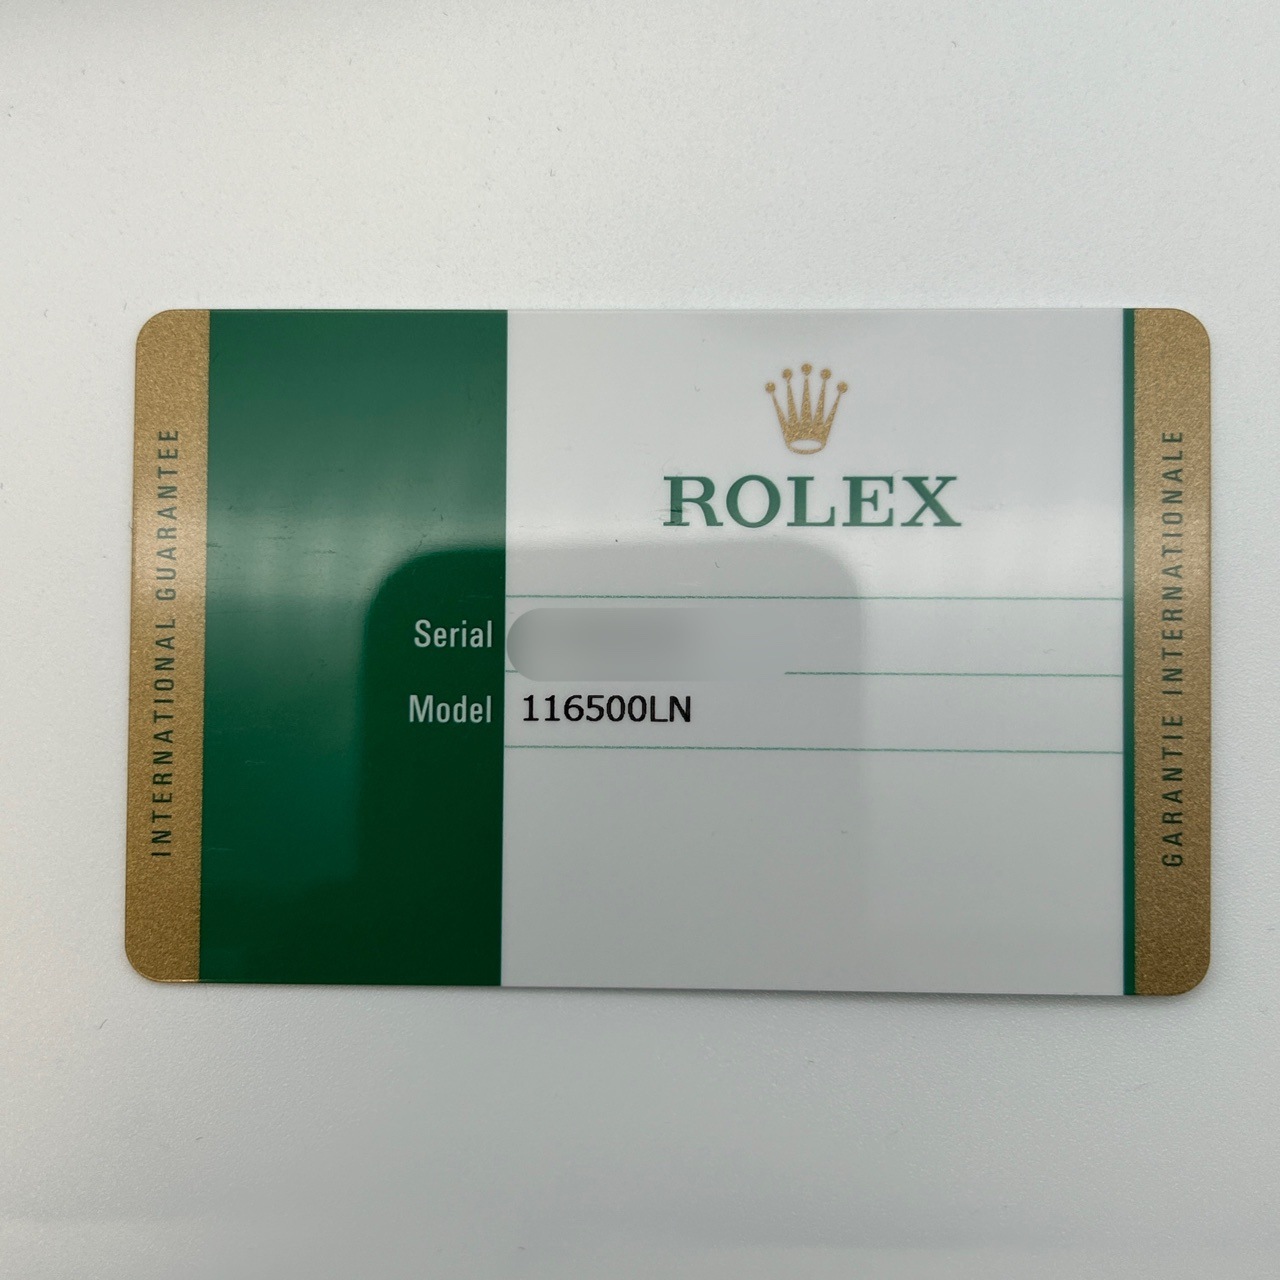 INTERNATIONAL GUARANTEE
ROLEX
Serial
Model 116500LN
GARANTIE INTERNATIONALE